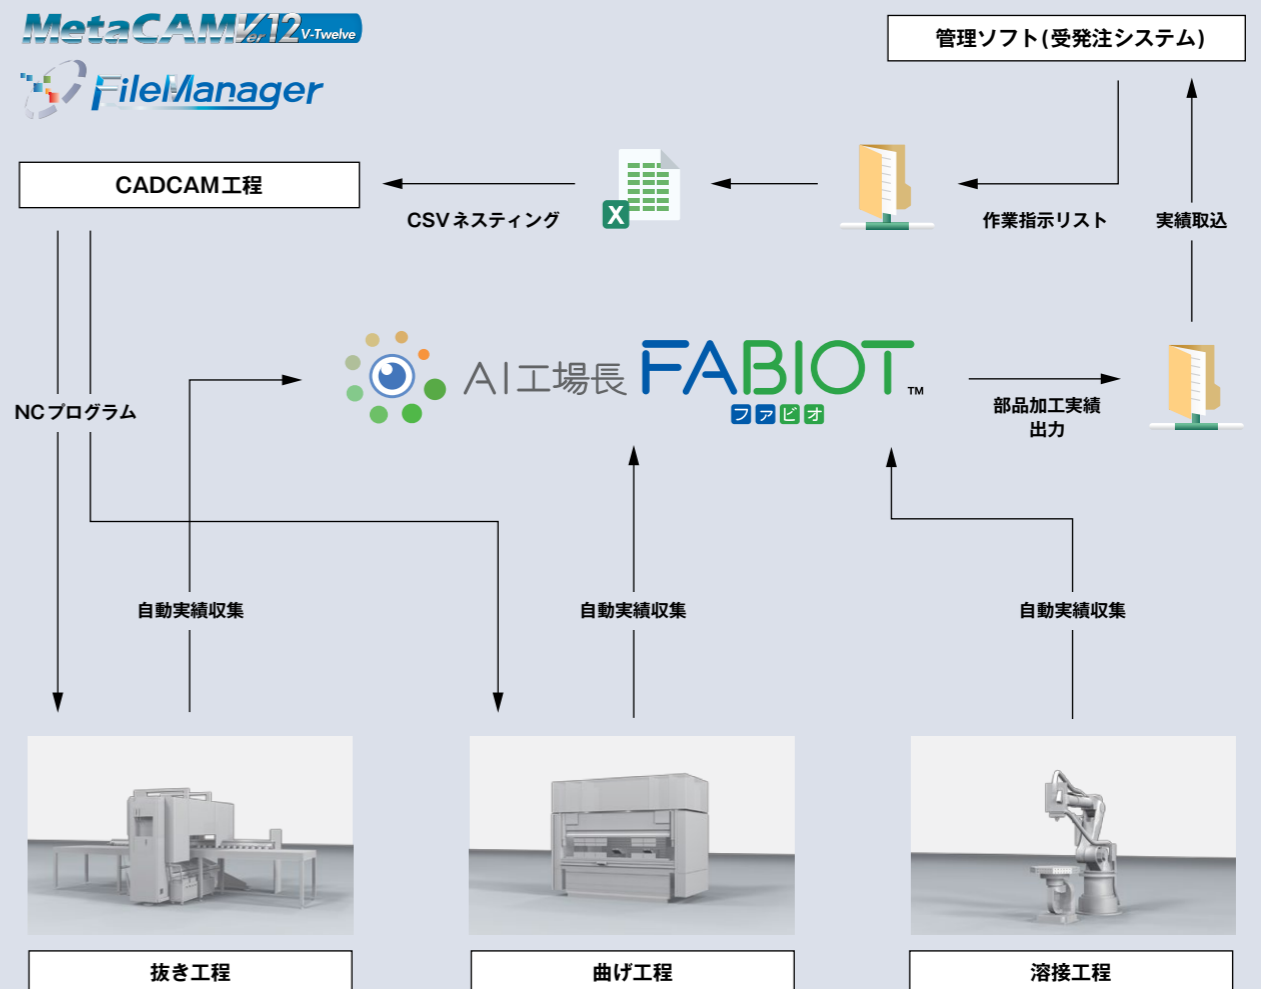 MetaCAM Ver12 V-Twelve
FileManager
管理ソフト(受発注システム)
CADCAM工程
CSVネスティング
X
作業指示リスト
実績取込
AI工場長 FABIOT™
ファビオ
NCプログラム
部品加工実績
出力
自動実績収集
自動実績収集
自動実績収集
抜き工程
曲げ工程
溶接工程